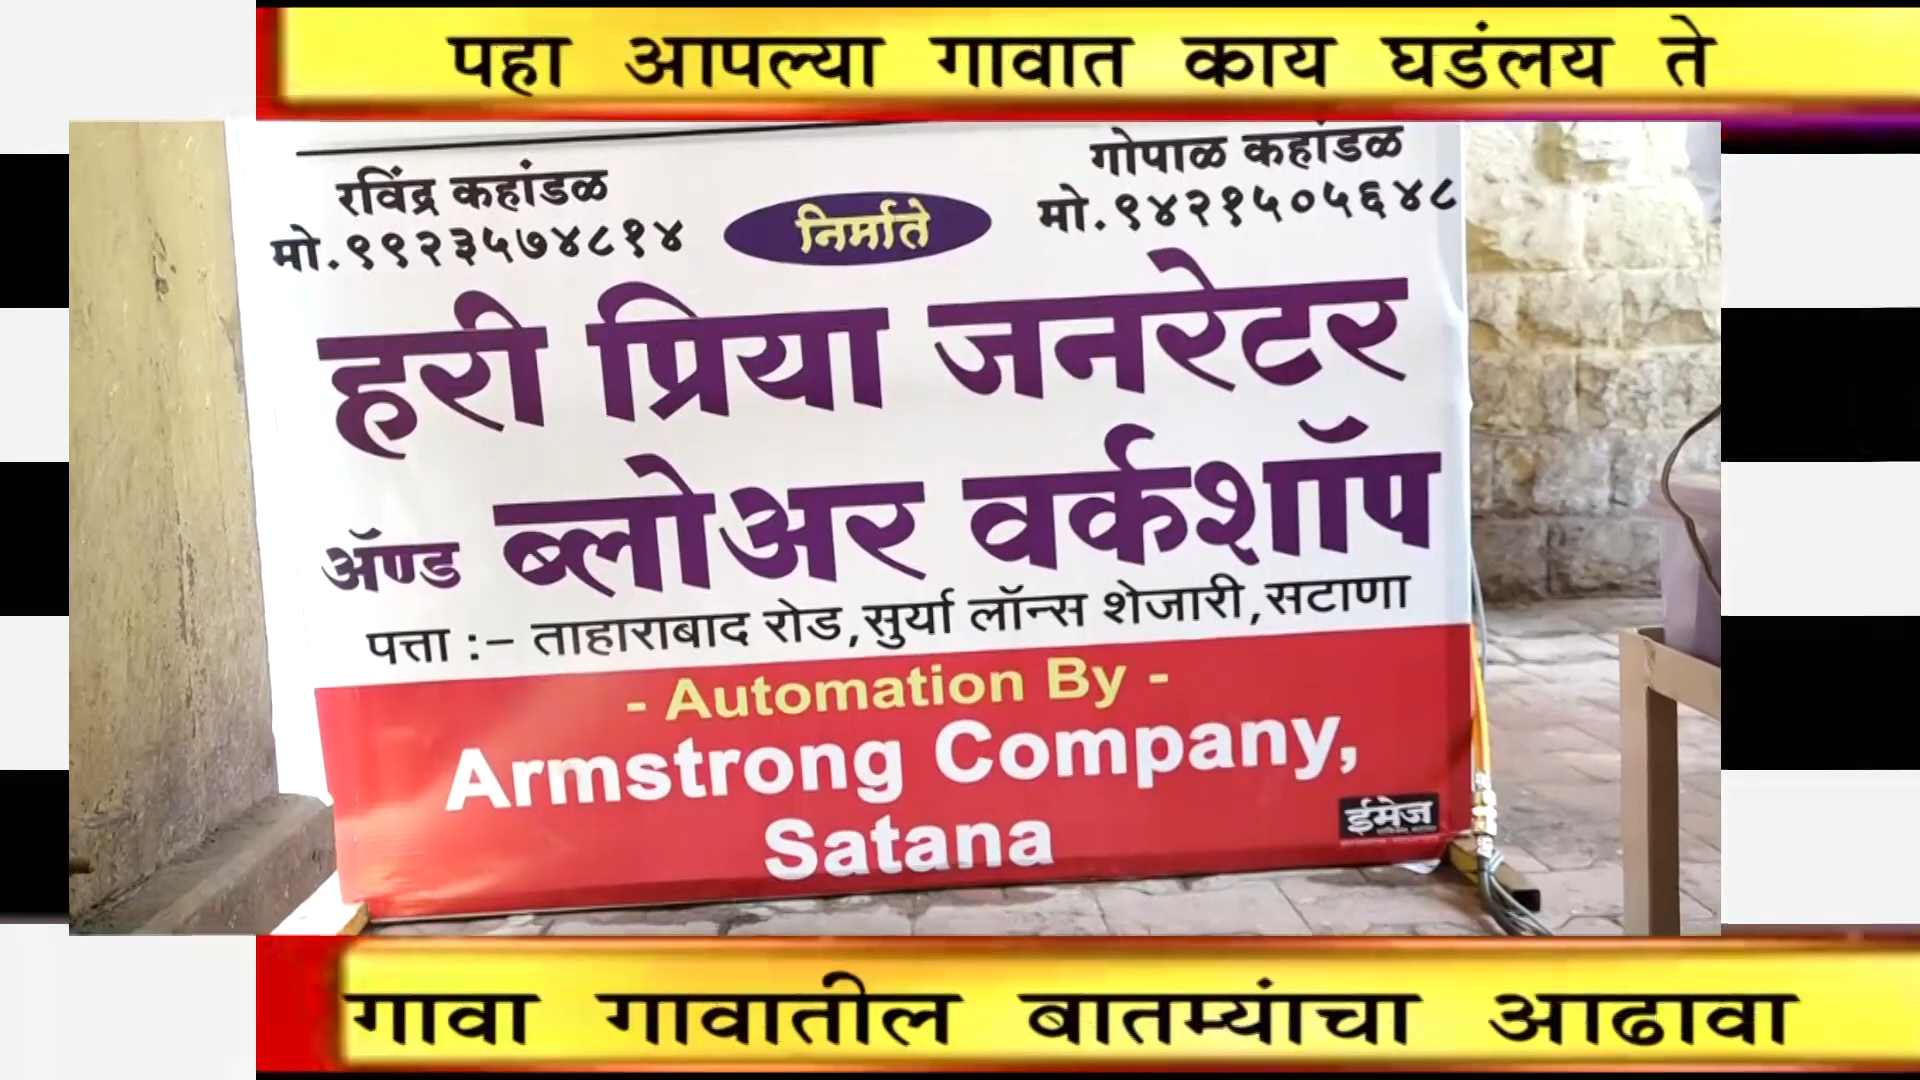 पहा आपल्या गावात काय घडंलय ते
रविंद्र कहांडळ
मो.९९२३५७४८१४
निर्माते
गोपाळ कहांडळ
मो.९४२१५०५६४८
हरी प्रिया जनरेटर
ॲण्ड ब्लोअर वर्कशॉप
पत्ता :– ताहाराबाद रोड,सुर्या लॉन्स शेजारी,सटाणा
- Automation By -
Armstrong Company,
Satana
ईमेज
गावा गावातील बातम्यांचा आढावा